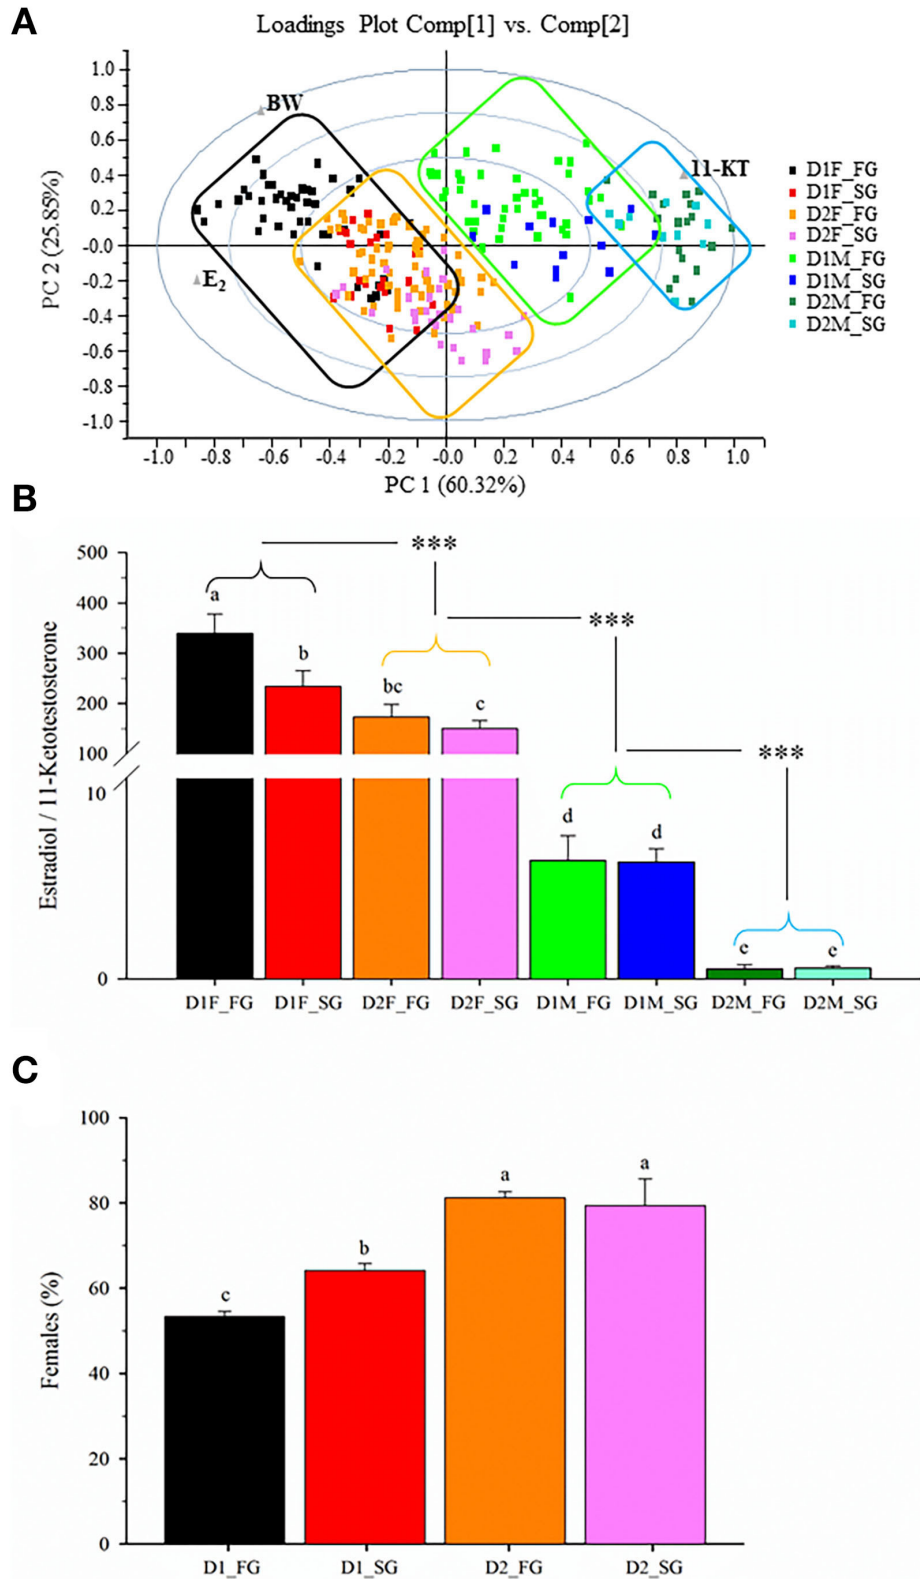 A
Loadings Plot Comp[1] vs. Comp[2]
1.0
0.8
0.6
0.4
0.2
-0.0
-0.2
-0.4
-0.6
-0.8
-1.0
PC 2 (25.85%)
BW
E2
11-KT
-1.0 -0.8 -0.6 -0.4 -0.2 -0.0 0.2 0.4 0.6 0.8 1.0
PC 1 (60.32%)
D1F_FG
D1F_SG
D2F_FG
D2F_SG
D1M_FG
D1M_SG
D2M_FG
D2M_SG
B
Estradiol / 11-Ketotestosterone
500
400
300
200
100
10
0
***
***
***
a
b
bc
c
d
d
e
e
D1F_FG D1F_SG D2F_FG D2F_SG D1M_FG D1M_SG D2M_FG D2M_SG
C
Females (%)
100
80
60
40
20
0
c
b
a
a
D1_FG D1_SG D2_FG D2_SG